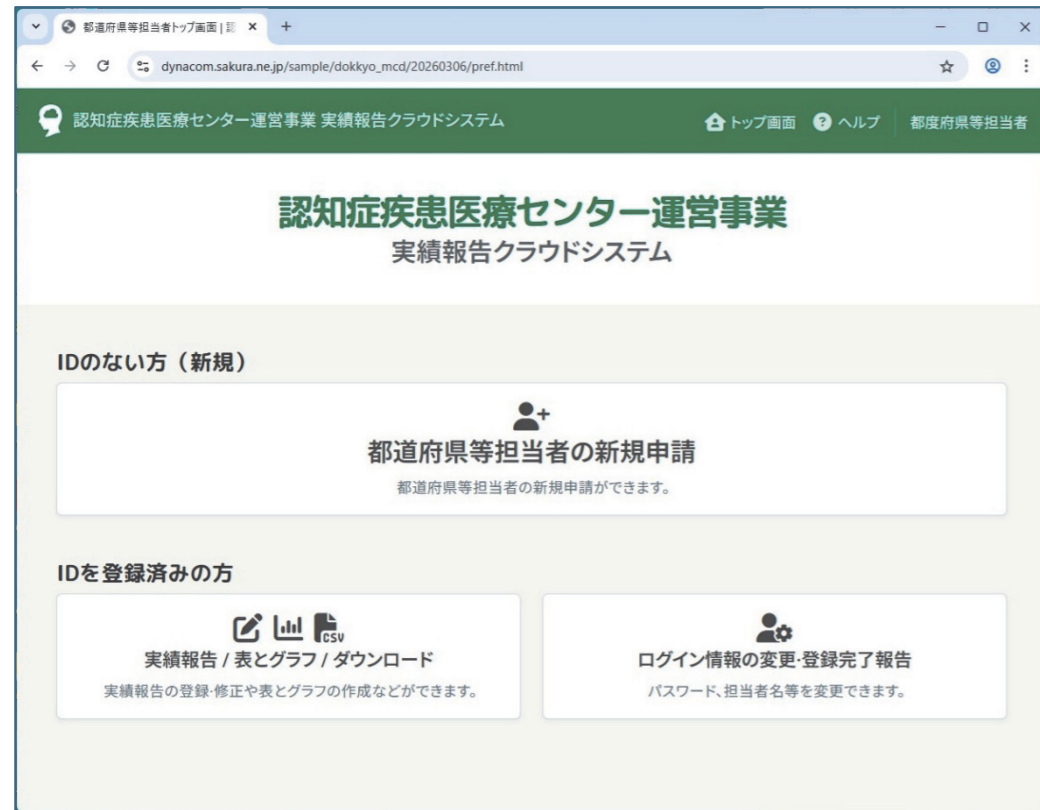 都道府県等担当者トップ画面 | 認
dynacom.sakura.ne.jp/sample/dokkyo_mcd/20260306/pref.html
認知症疾患医療センター運営事業 実績報告クラウドシステム
トップ画面
ヘルプ
都度府県等担当者
認知症疾患医療センター運営事業
実績報告クラウドシステム
IDのない方（新規）
都道府県等担当者の新規申請
都道府県等担当者の新規申請ができます。
IDを登録済みの方
CSV
実績報告 / 表とグラフ / ダウンロード
実績報告の登録·修正や表とグラフの作成などができます。
ログイン情報の変更·登録完了報告
パスワード、担当者名等を変更できます。